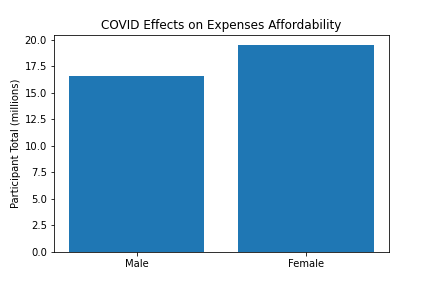 COVID Effects on Expenses Affordability
Participant Total (millions)
20.0
17.5
15.0
12.5
10.0
7.5
5.0
2.5
0.0
Male
Female